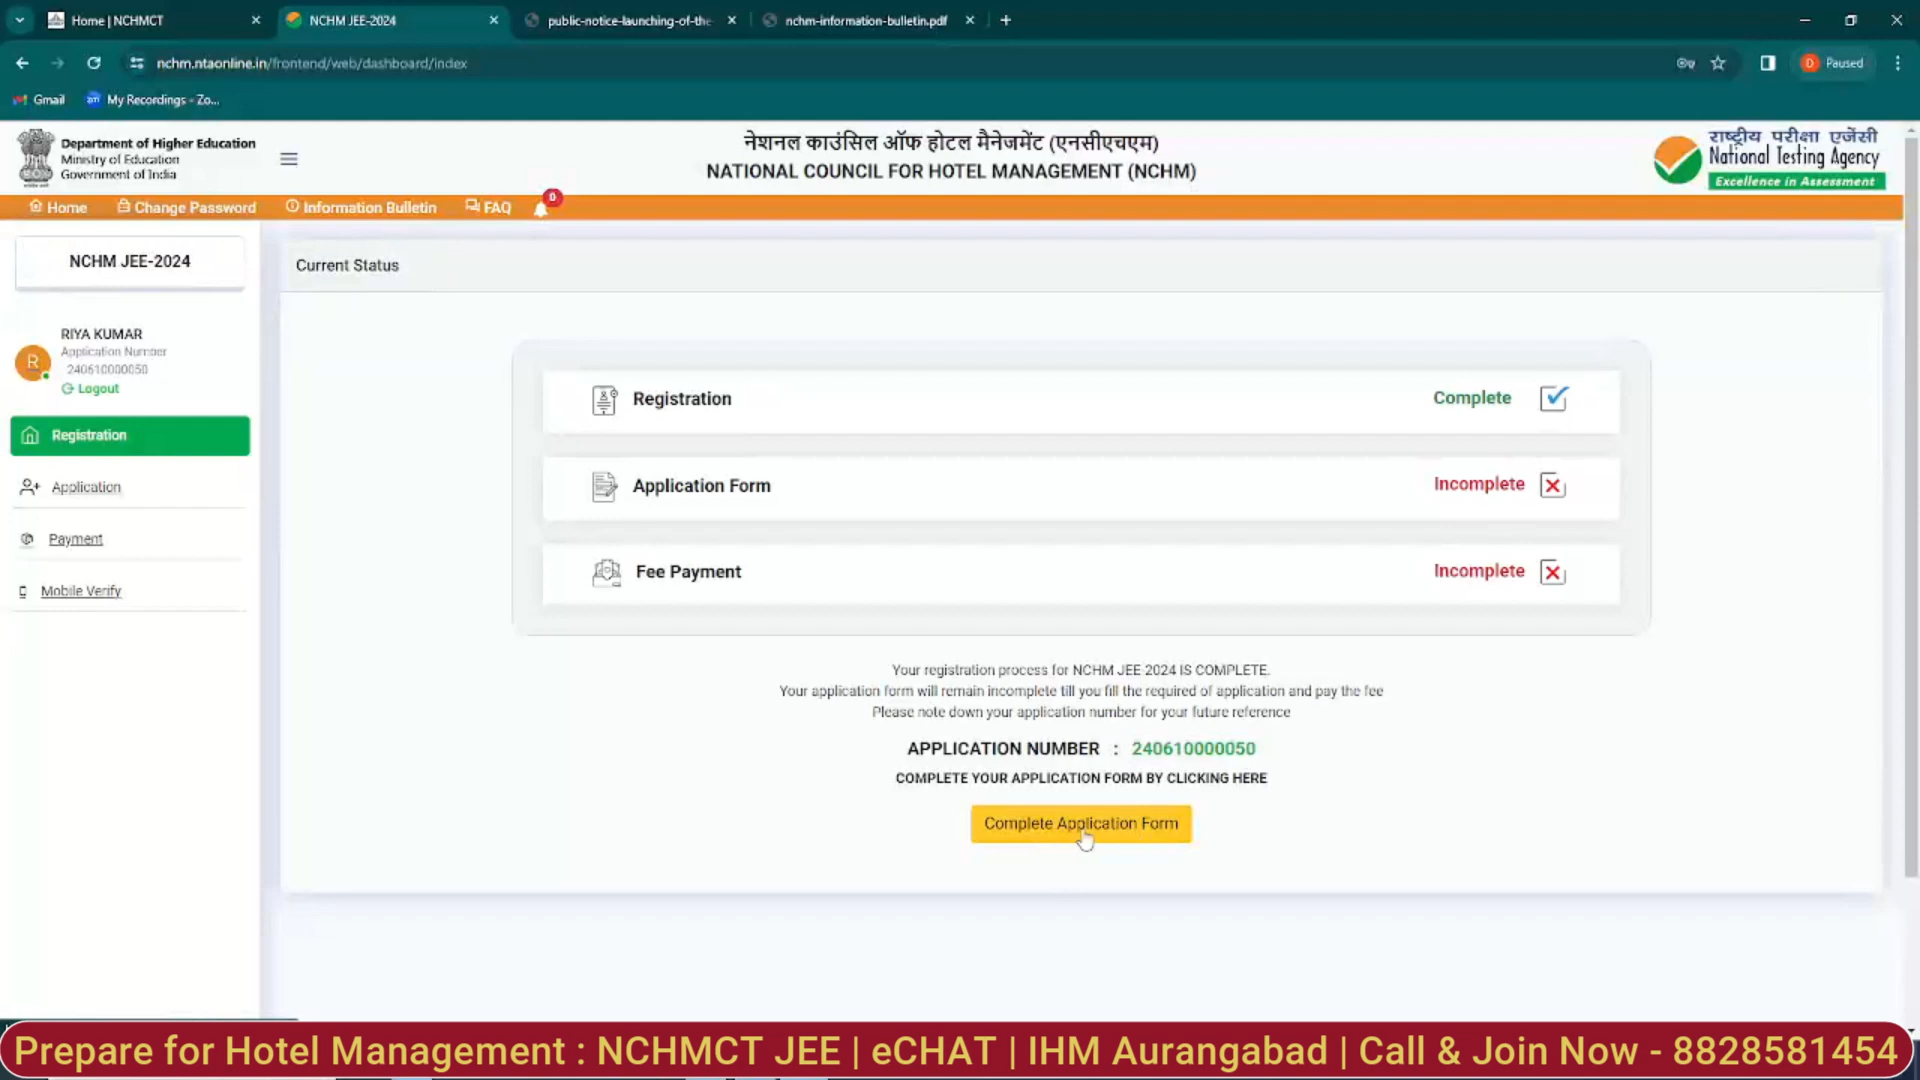 Home | NCHMCT
NCHM JEE-2024
public-notice-launching-of-the
nchm-information-bulletin.pdf
nchm.ntaonline.in/frontend/web/dashboard/index
D Paused
Gmail
My Recordings - Zo...
Department of Higher Education
Ministry of Education
Government of India
नेशनल काउंसिल ऑफ होटल मैनेजमेंट (एनसीएचएम)
NATIONAL COUNCIL FOR HOTEL MANAGEMENT (NCHM)
राष्ट्रीय परीक्षा एजेंसी
National Testing Agency
Excellence in Assessment
Home
Change Password
Information Bulletin
FAQ
0
NCHM JEE-2024
Current Status
RIYA KUMAR
R
Application Number
240610000050
Logout
Registration
Application
Payment
Mobile Verify
Registration
Complete
Application Form
Incomplete
Fee Payment
Incomplete
Your registration process for NCHM JEE 2024 IS COMPLETE.
Your application form will remain incomplete till you fill the required of application and pay the fee
Please note down your application number for your future reference
APPLICATION NUMBER : 240610000050
COMPLETE YOUR APPLICATION FORM BY CLICKING HERE
Complete Application Form
Prepare for Hotel Management : NCHMCT JEE | eCHAT | IHM Aurangabad | Call & Join Now - 8828581454